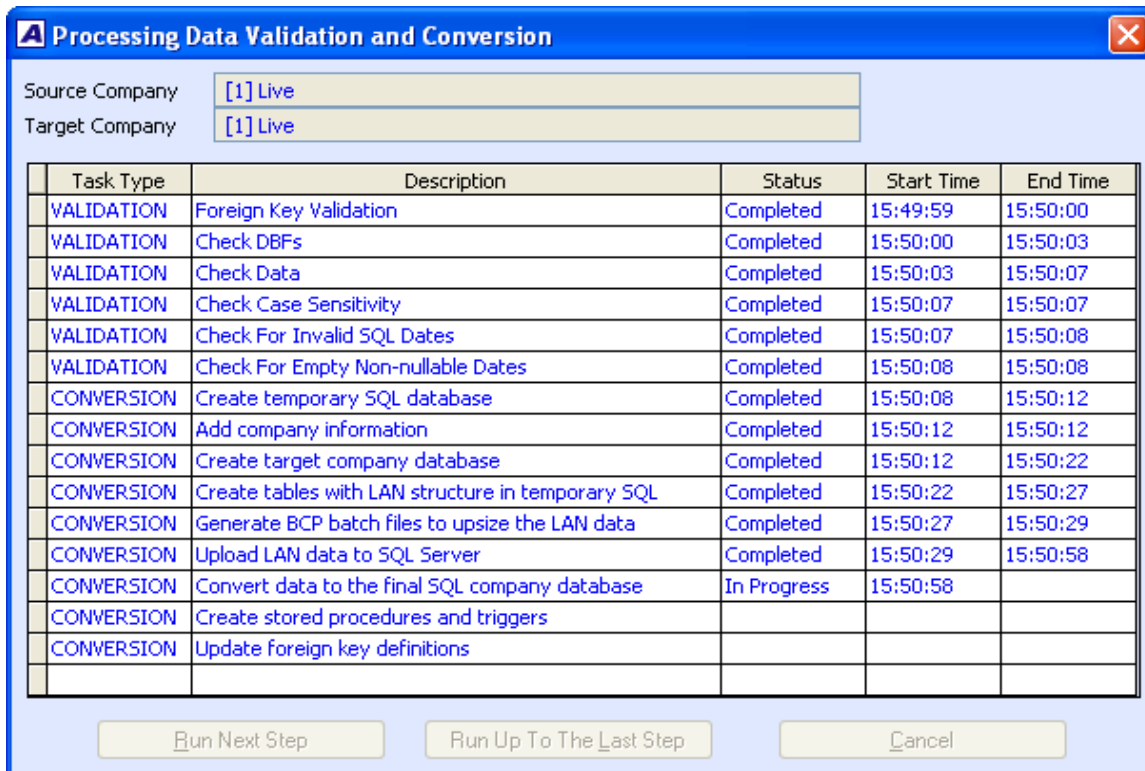 A Processing Data Validation and Conversion
Source Company [1] Live
Target Company [1] Live
Task Type Description Status Start Time End Time
VALIDATION Foreign Key Validation Completed 15:49:59 15:50:00
VALIDATION Check DBFs Completed 15:50:00 15:50:03
VALIDATION Check Data Completed 15:50:03 15:50:07
VALIDATION Check Case Sensitivity Completed 15:50:07 15:50:07
VALIDATION Check For Invalid SQL Dates Completed 15:50:07 15:50:08
VALIDATION Check For Empty Non-nullable Dates Completed 15:50:08 15:50:08
CONVERSION Create temporary SQL database Completed 15:50:08 15:50:12
CONVERSION Add company information Completed 15:50:12 15:50:12
CONVERSION Create target company database Completed 15:50:12 15:50:22
CONVERSION Create tables with LAN structure in temporary SQL Completed 15:50:22 15:50:27
CONVERSION Generate BCP batch files to upsize the LAN data Completed 15:50:27 15:50:29
CONVERSION Upload LAN data to SQL Server Completed 15:50:29 15:50:58
CONVERSION Convert data to the final SQL company database In Progress 15:50:58
CONVERSION Create stored procedures and triggers
CONVERSION Update foreign key definitions
Run Next Step Run Up To The Last Step Cancel